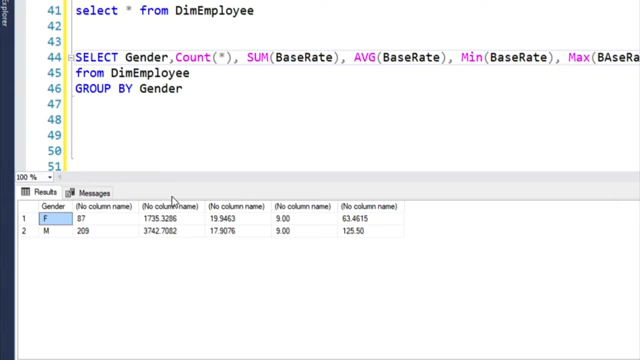 Explorer
41 select * from DimEmployee
42
43
44 SELECT Gender,Count(*), SUM(BaseRate), AVG(BaseRate), Min(BaseRate), Max(BAseRa
45 from DimEmployee
46 GROUP BY Gender
47
48
49
50
51
100 %
Results Messages
Gender (No column name) (No column name) (No column name) (No column name) (No column name)
1 F 87 1735.3286 19.9463 9.00 63.4615
2 M 209 3742.7082 17.9076 9.00 125.50